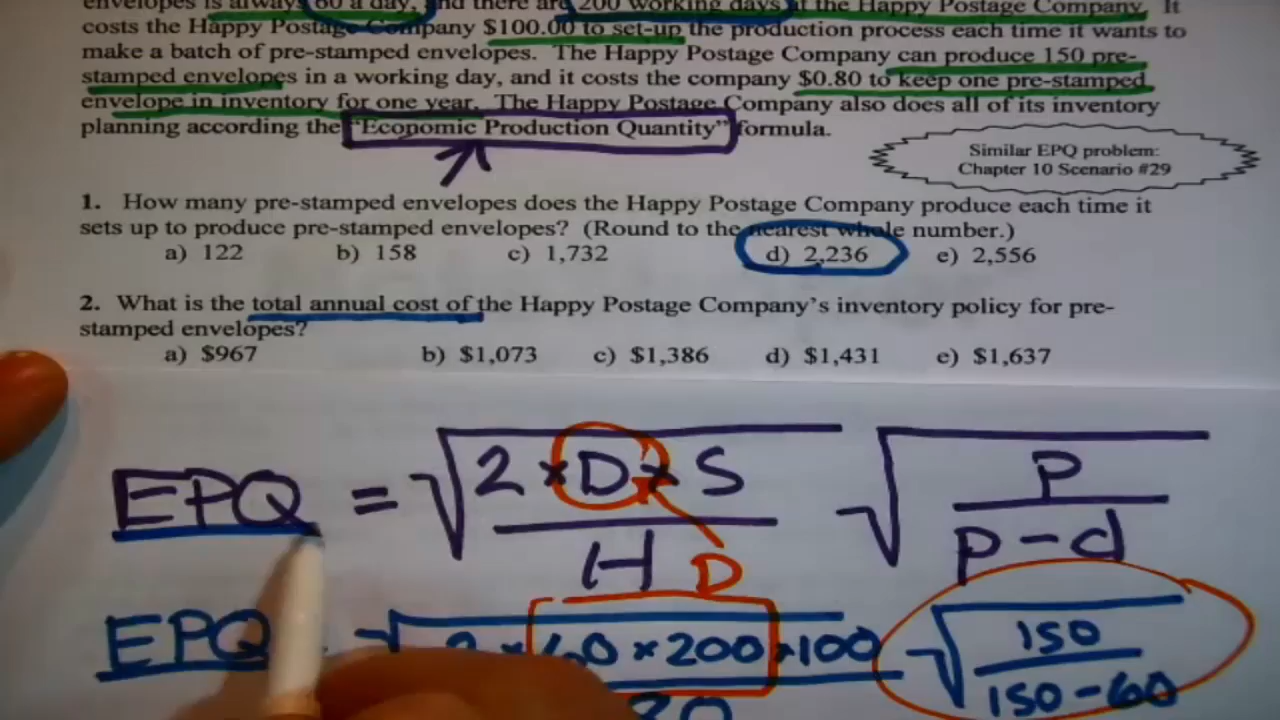 envelopes is always 60 a day, and there are 200 working days at the Happy Postage Company. It
costs the Happy Postage Company $100.00 to set-up the production process each time it wants to
make a batch of pre-stamped envelopes. The Happy Postage Company can produce 150 pre-
stamped envelopes in a working day, and it costs the company $0.80 to keep one pre-stamped
envelope in inventory for one year. The Happy Postage Company also does all of its inventory
planning according the "Economic Production Quantity" formula.
Similar EPQ problem:
Chapter 10 Scenario #29
1. How many pre-stamped envelopes does the Happy Postage Company produce each time it
sets up to produce pre-stamped envelopes? (Round to the nearest whole number.)
a) 122 b) 158 c) 1,732 d) 2,236 e) 2,556
2. What is the total annual cost of the Happy Postage Company's inventory policy for pre-
stamped envelopes?
a) $967 b) $1,073 c) $1,386 d) $1,431 e) $1,637
EPQ = √ 2 × D × S / H √ P / P - d
D
EPQ √ 2 × 60 × 200 × 100 / 80 √ 150 / 150 - 60